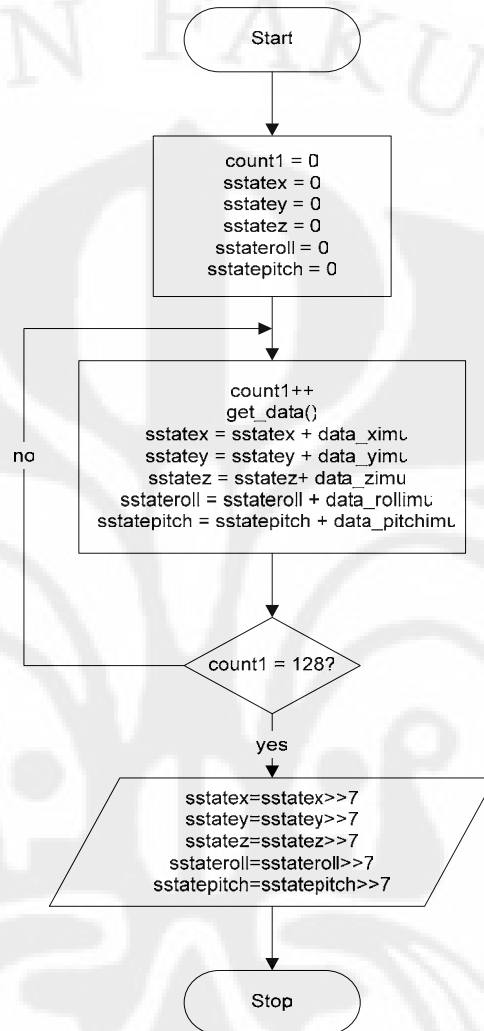 N FAKU
Start
count1 = 0
sstatex = 0
sstatey = 0
sstatez = 0
sstateroll = 0
sstatepitch = 0
count1++
get_data()
sstatex = sstatex + data_ximu
sstatey = sstatey + data_yimu
sstatez = sstatez+ data_zimu
sstateroll = sstateroll + data_rollimu
sstatepitch = sstatepitch + data_pitchimu
no
count1 = 128?
yes
sstatex=sstatex>>7
sstatey=sstatey>>7
sstatez=sstatez>>7
sstateroll=sstateroll>>7
sstatepitch=sstatepitch>>7
Stop